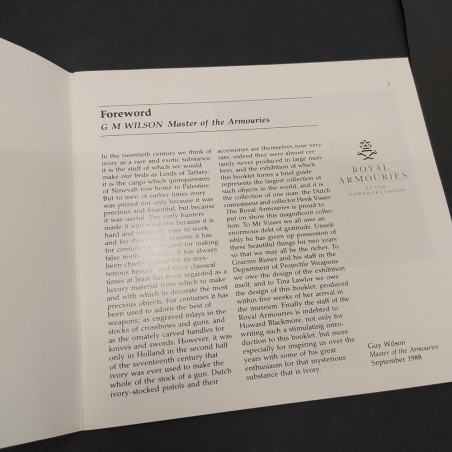 1
Foreword
G M WILSON Master of the Armouries
In the twentieth century we think of
ivory as a rare and exotic substance:
it is the stuff of which we would
make our beds as Lords of Tartary;
it is the cargo which quinquiremes
of Ninevah row home to Palestine.
But to men of earlier times ivory
was prized not only because it was
precious and beautiful, but because
it was useful. The early hunters
made it into weapons because it is
hard and relatively easy to work,
and for those reasons it has
for centuries been used for making
false teeth. it has always
been chiefly prized for its mys-
terious beauty, and since classical
times at least has been regarded as a
luxury material from which to make
and with which to decorate the most
precious objects. For centuries it has
been used to adorn the best of
weapons; as engraved inlays in the
stocks of crossbows and guns, and
as the ornately carved handles for
knives and swords. However, it was
only in Holland in the second half
of the seventeenth century that
ivory was ever used to make the
whole of the stock of a gun. Dutch
ivory-stocked pistols and their
accessories are themselves now very
rare, indeed they were almost cer-
tainly never produced in large num-
bers, and the exhibition of which
this booklet forms a brief guide
represents the largest collection of
such objects in the world, and it is
the collection of one man, the Dutch
connoisseur and collector Henk Visser.
The Royal Armouries is proud to
put on show this magnificent collec-
tion. To Mr Visser we all owe an
enormous debt of gratitude. Unself-
ishly he has given up possession of
these beautiful things for two years
so that we may all be the richer. To
Graeme Rimer and his staff in the
Department of Projectile Weapons
we owe the design of the exhibition
itself; and to Tina Lawlor we owe
the design of this booklet, produced
within five weeks of her arrival in
the museum. Finally the staff of the
Royal Armouries is indebted to
Howard Blackmore, not only for
writing such a stimulating intro-
duction to this booklet, but more
especially for inspiring us over the
years with some of his great
enthusiasm for that mysterious
substance that is ivory.
ROYAL
ARMOURIES
AT THE
TOWER OF LONDON
Guy Wilson
Master of the Armouries
September 1988